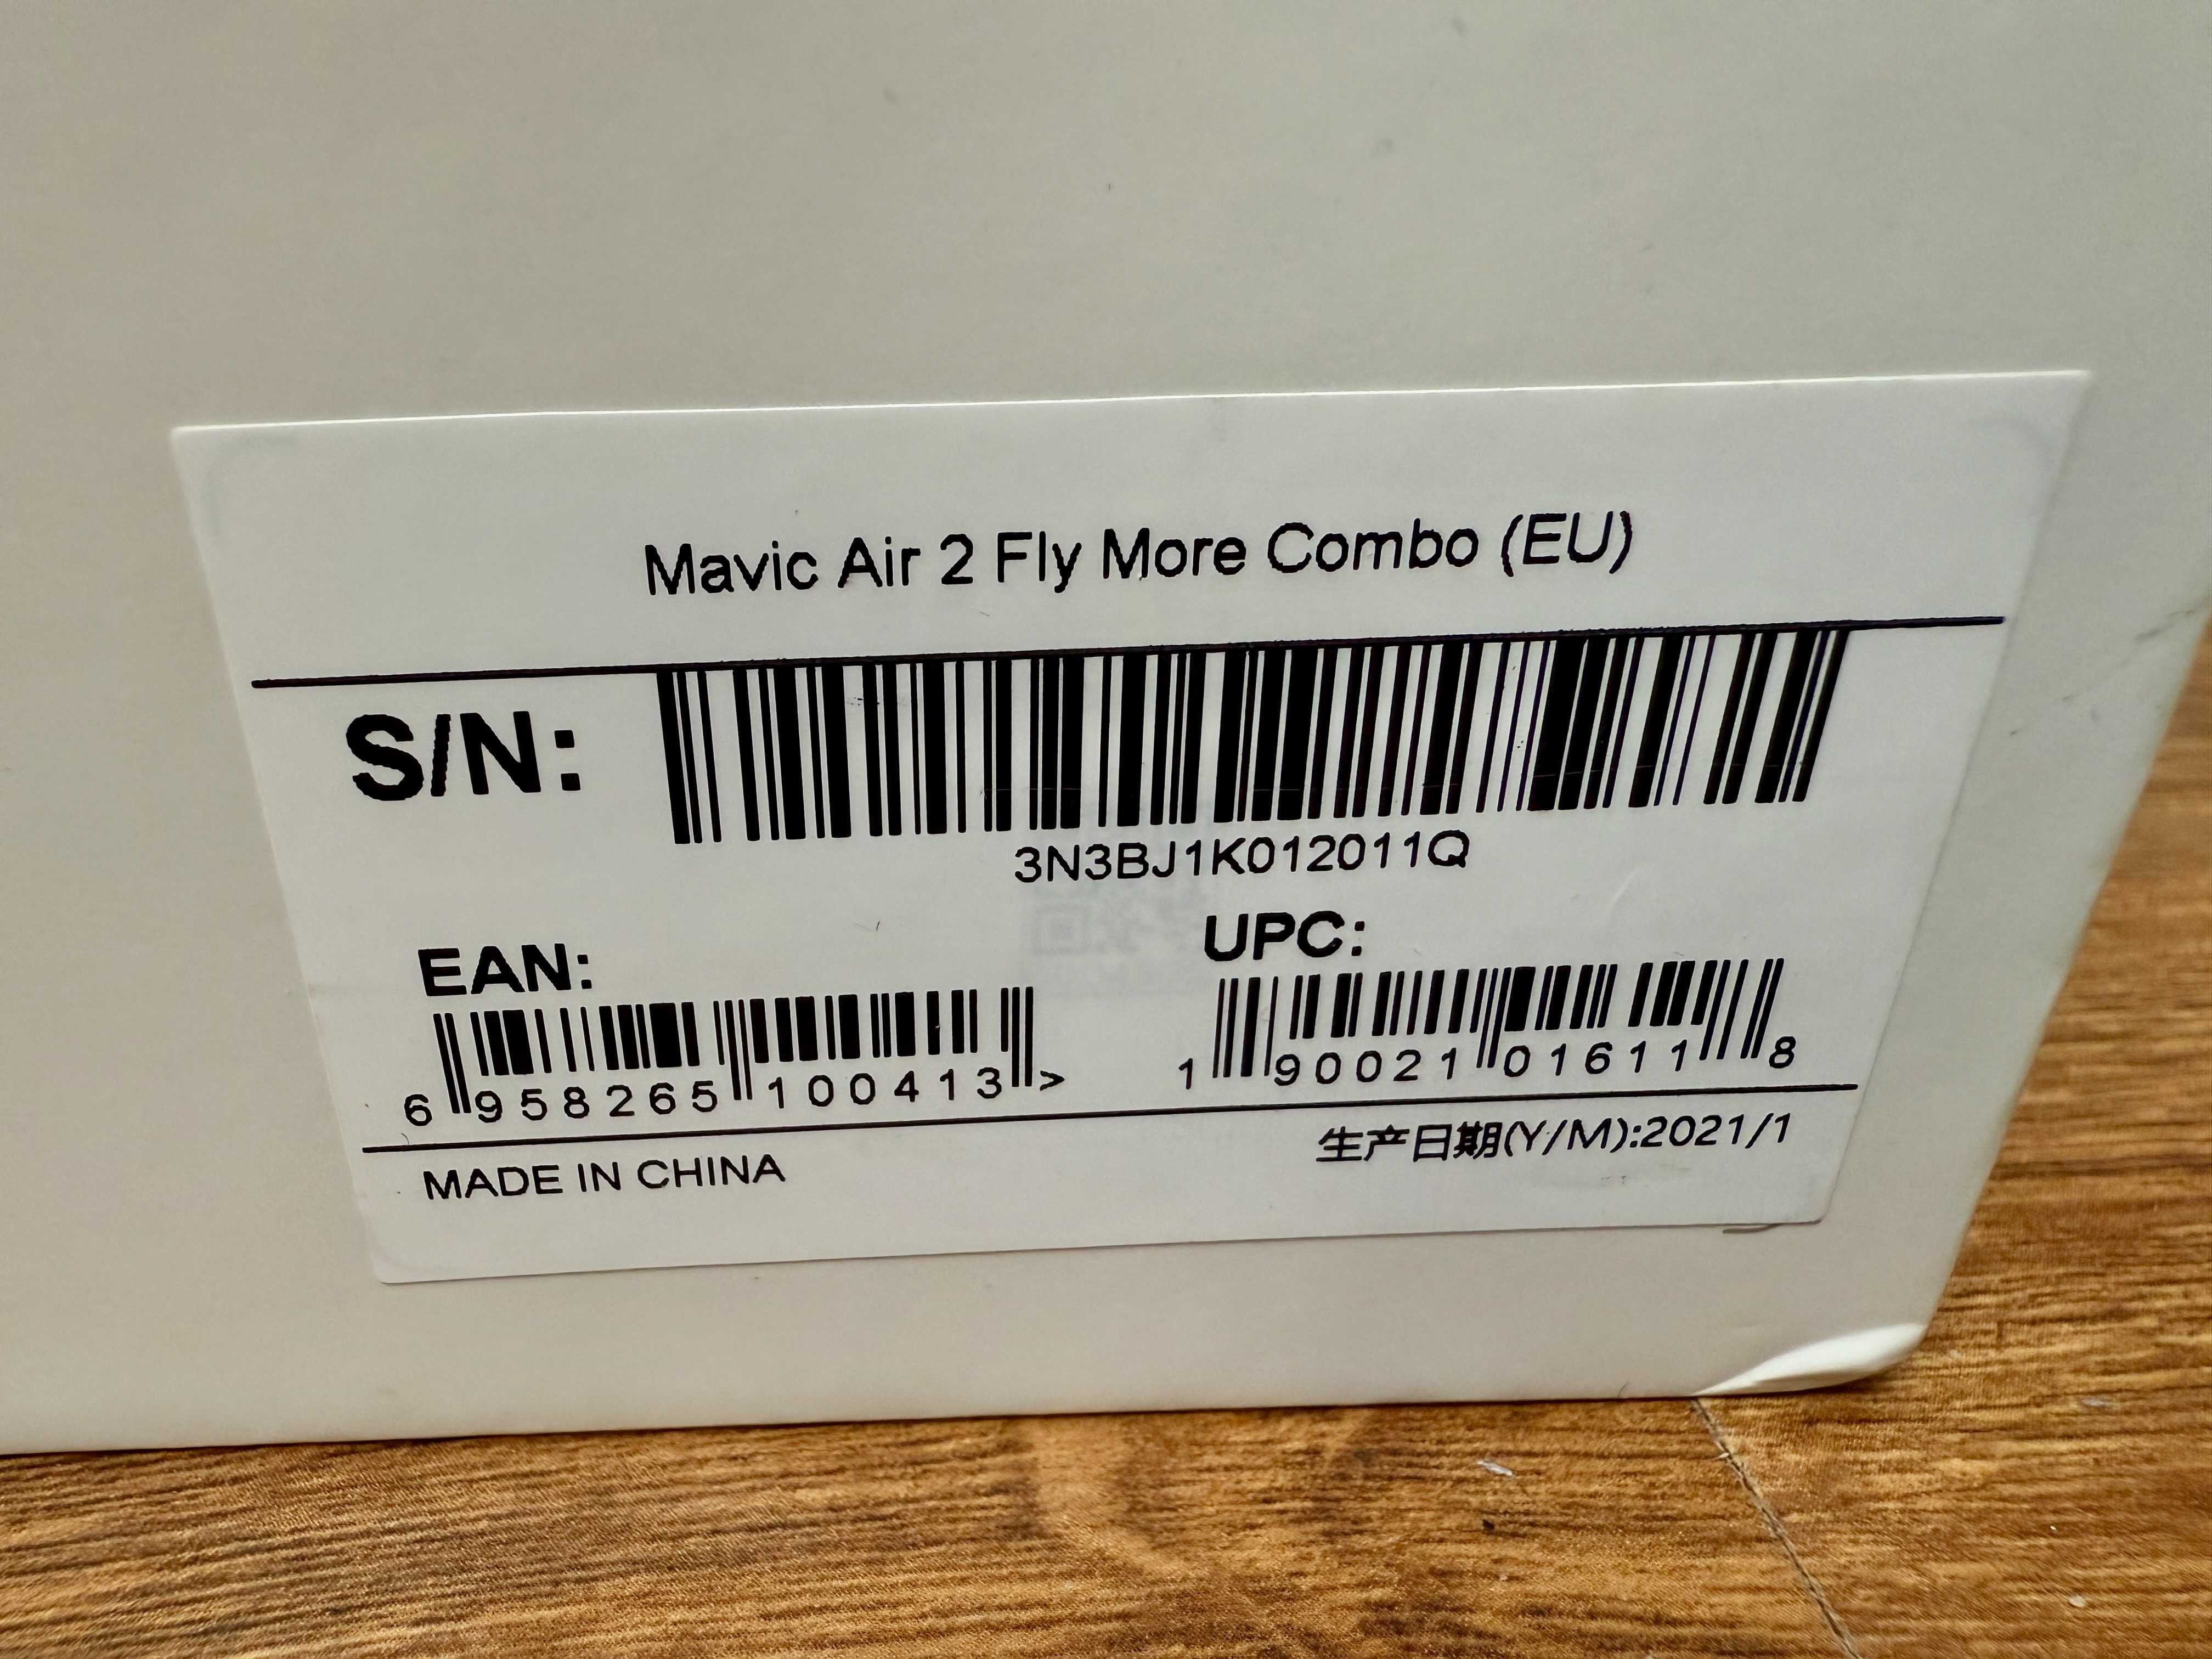 Mavic Air 2 Fly More Combo (EU)
S/N:
3N3BJ1K012011Q
EAN:
6 958265 100413 >
UPC:
1 90021 01611 8
MADE IN CHINA
生产日期(Y/M):2021/1